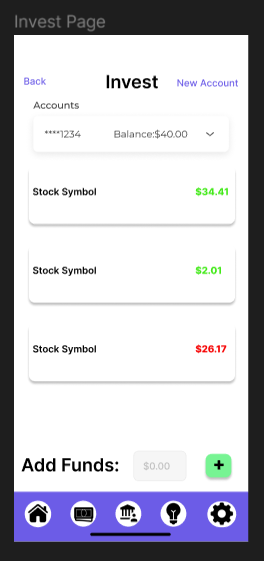 Invest Page
Back Invest New Account
Accounts
****1234 Balance:$40.00
Stock Symbol $34.41
Stock Symbol $2.01
Stock Symbol $26.17
Add Funds: $0.00 +